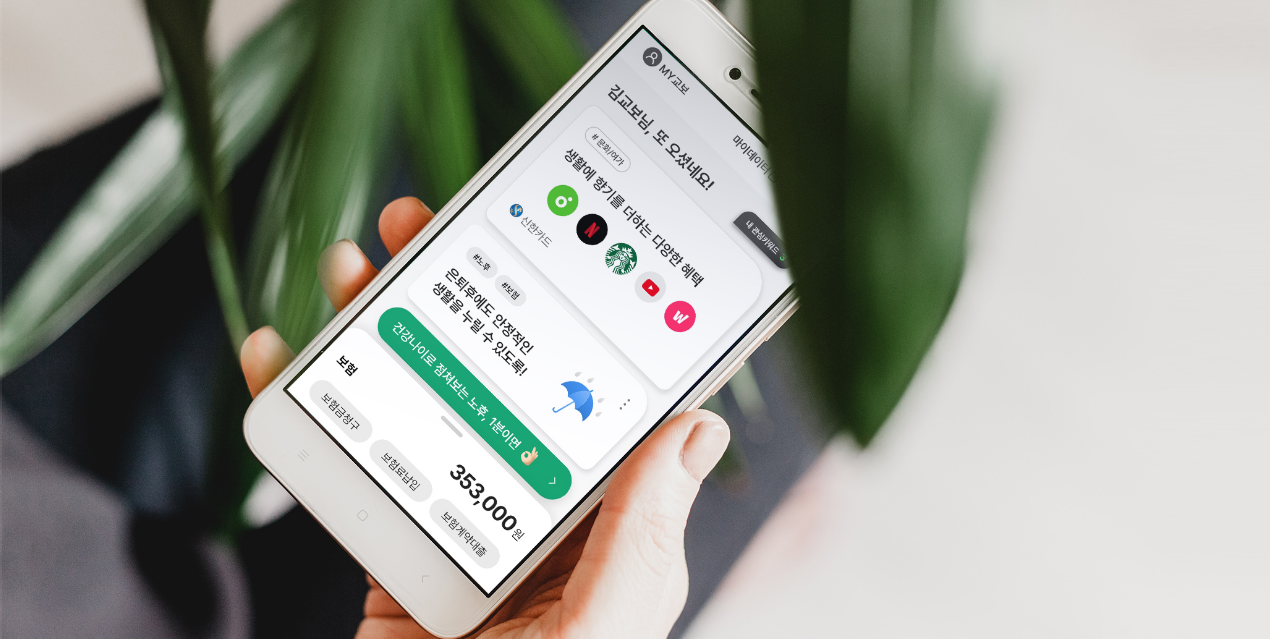 MY교보
김교보님, 또 오셨네요!
마이데이터
# 문화/여가
생활에 향기를 더하는 다양한 혜택
N
W
신한카드
내 관심키워드
#노후
#보험
은퇴후에도 안정적인
생활을 누릴 수 있도록!
건강나이로 점쳐보는 노후, 1분이면
보험
353,000원
보험금청구
보험료납입
보험계약대출